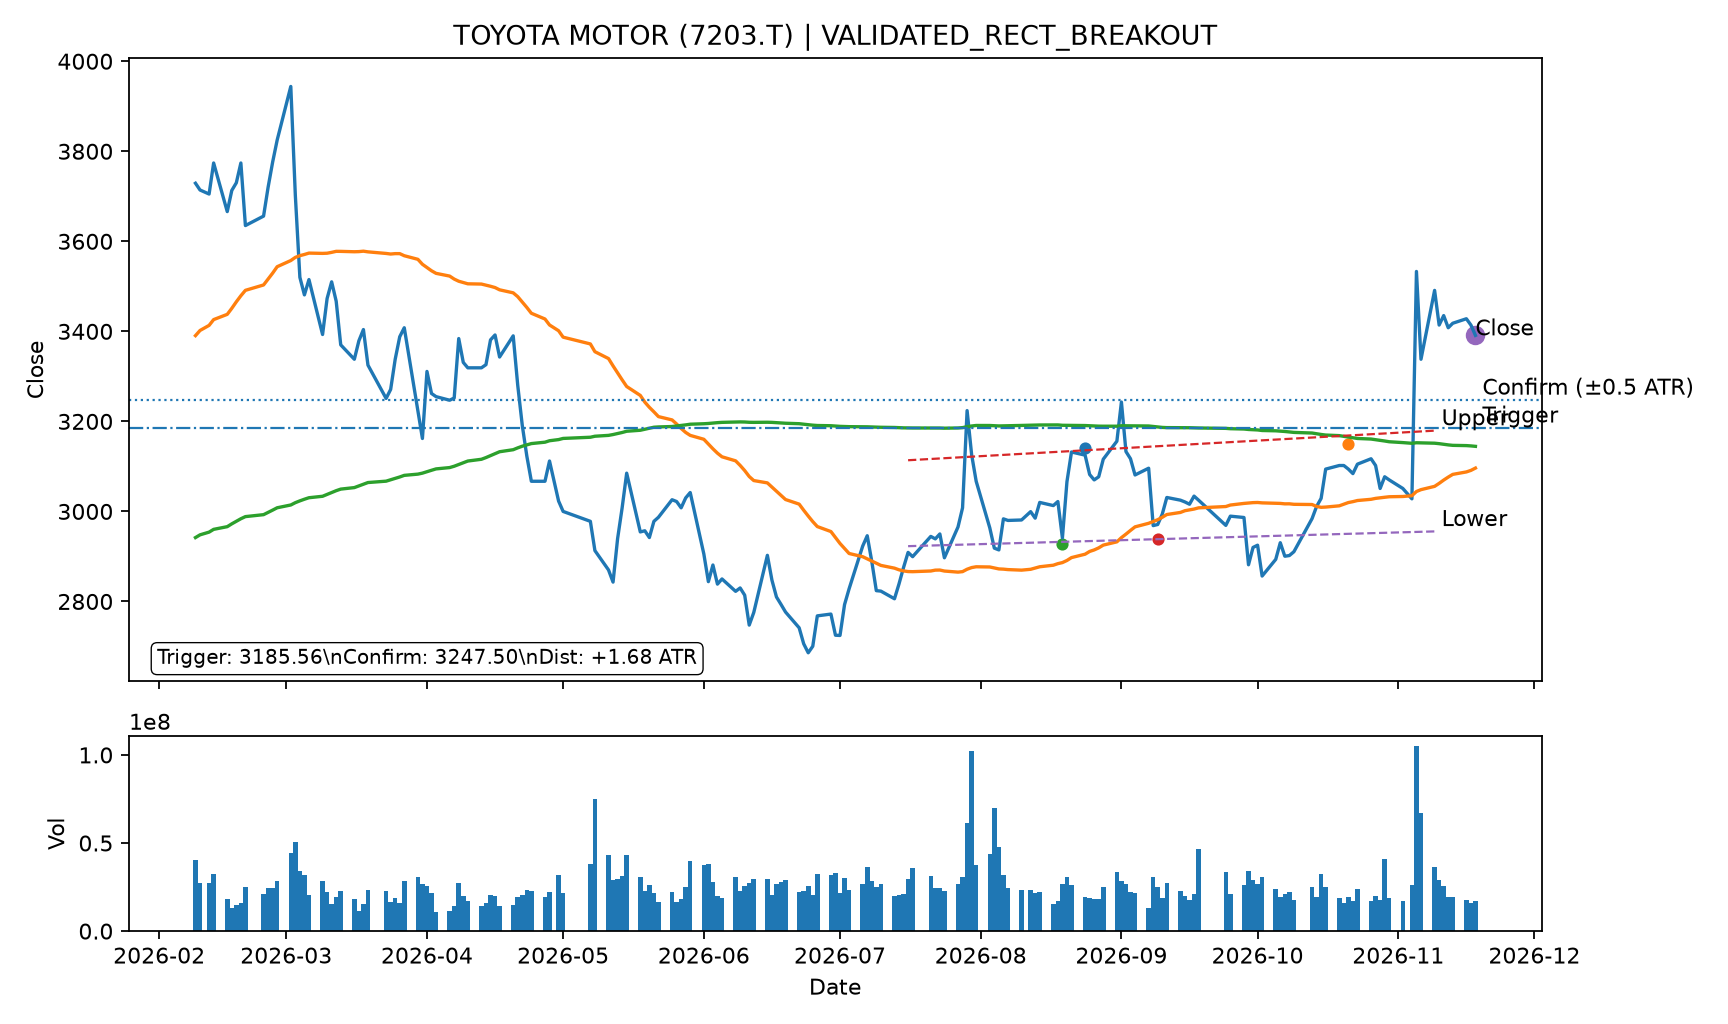 TOYOTA MOTOR (7203.T) | VALIDATED_RECT_BREAKOUT
4000
3800
3600
3400
3200
3000
2800
Close
Close
Confirm (±0.5 ATR)
Trigger
Upper
Lower
Trigger: 3185.56\nConfirm: 3247.50\nDist: +1.68 ATR
1e8
1.0
0.5
0.0
Vol
2026-02 2026-03 2026-04 2026-05 2026-06 2026-07 2026-08 2026-09 2026-10 2026-11 2026-12
Date